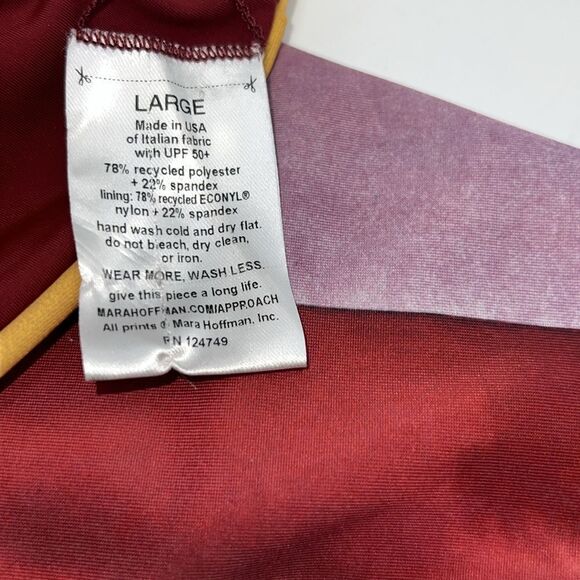 LARGE
Made in USA
of Italian fabric
with UPF 50+
78% recycled polyester
+ 22% spandex
lining: 78% recycled ECONYL®
nylon + 22% spandex
hand wash cold and dry flat.
do not bleach, dry clean,
or iron.
WEAR MORE, WASH LESS.
give this piece a long life.
MARAHOFFMAN.COM/APPROACH
All prints © Mara Hoffman, Inc.
RN 124749